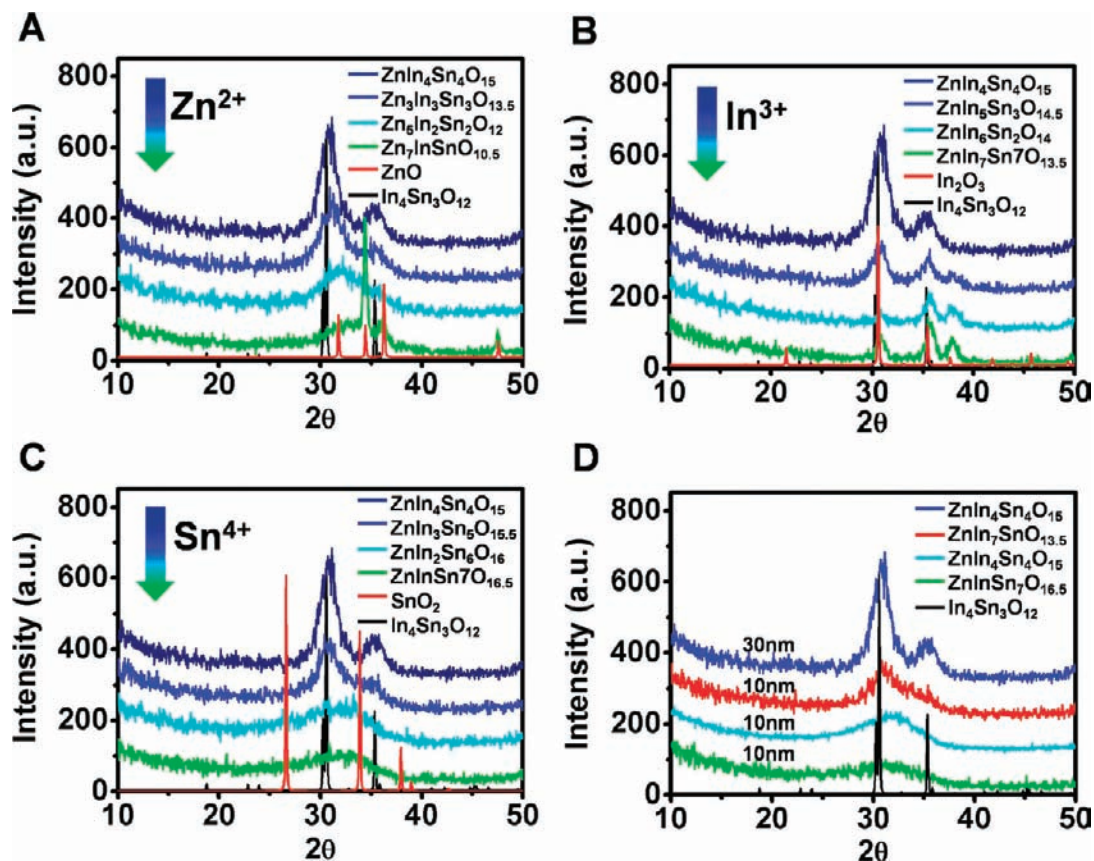 A
Zn²⁺
ZnIn₄Sn₄O₁₅
Zn₃In₃Sn₃O₁₃.₅
Zn₅In₂Sn₂O₁₂
Zn₇InSnO₁₀.₅
ZnO
In₄Sn₃O₁₂
Intensity (a.u.)
800
600
400
200
0
10 20 30 40 50
2θ
B
In³⁺
ZnIn₄Sn₄O₁₅
ZnIn₅Sn₃O₁₄.₅
ZnIn₆Sn₂O₁₄
ZnIn₇Sn7O₁₃.₅
In₂O₃
In₄Sn₃O₁₂
Intensity (a.u.)
800
600
400
200
0
10 20 30 40 50
2θ
C
Sn⁴⁺
ZnIn₄Sn₄O₁₅
ZnIn₃Sn₅O₁₅.₅
ZnIn₂Sn₆O₁₆
ZnInSn7O₁₆.₅
SnO₂
In₄Sn₃O₁₂
Intensity (a.u.)
800
600
400
200
0
10 20 30 40 50
2θ
D
ZnIn₄Sn₄O₁₅
ZnIn₇SnO₁₃.₅
ZnIn₄Sn₄O₁₅
ZnInSn₇O₁₆.₅
In₄Sn₃O₁₂
30nm
10nm
10nm
10nm
Intensity (a.u.)
800
600
400
200
0
10 20 30 40 50
2θ